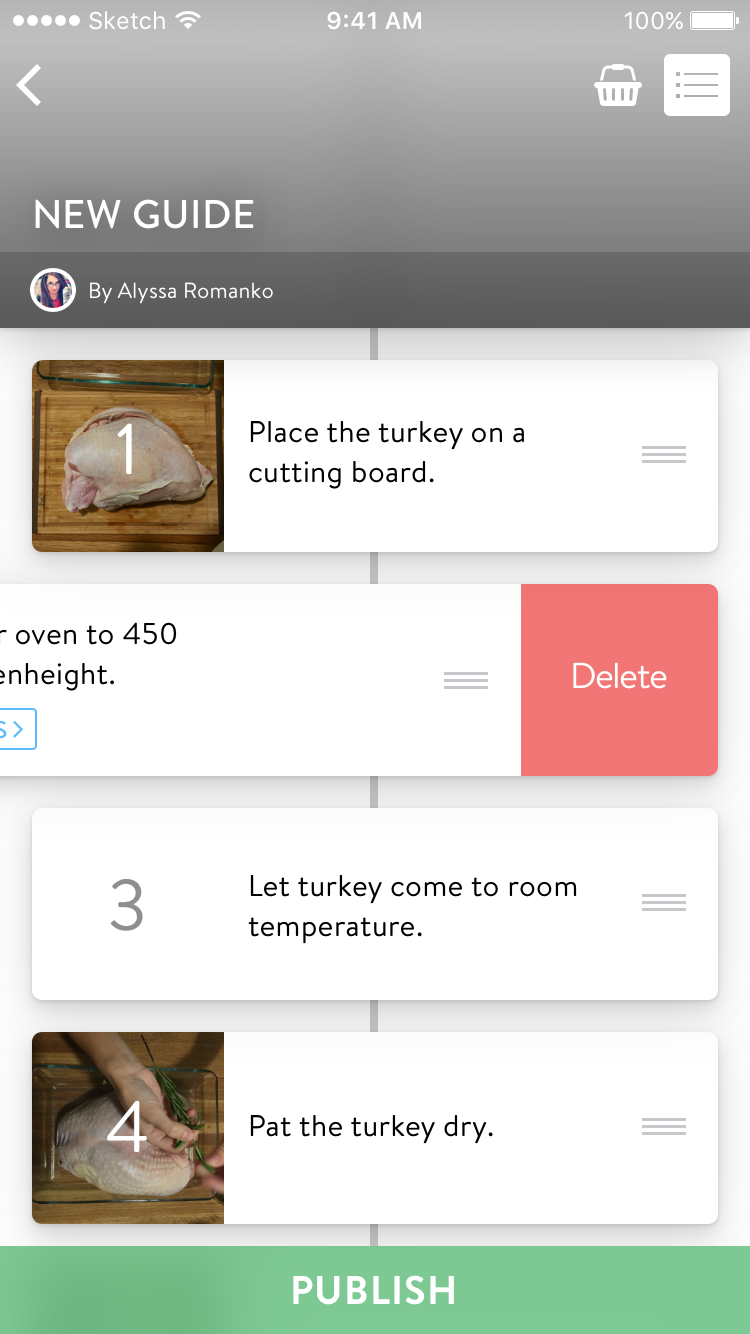 Sketch 9:41 AM 100%
NEW GUIDE
By Alyssa Romanko
1
Place the turkey on a
cutting board.
oven to 450
enheight.
Delete
3
Let turkey come to room
temperature.
4
Pat the turkey dry.
PUBLISH